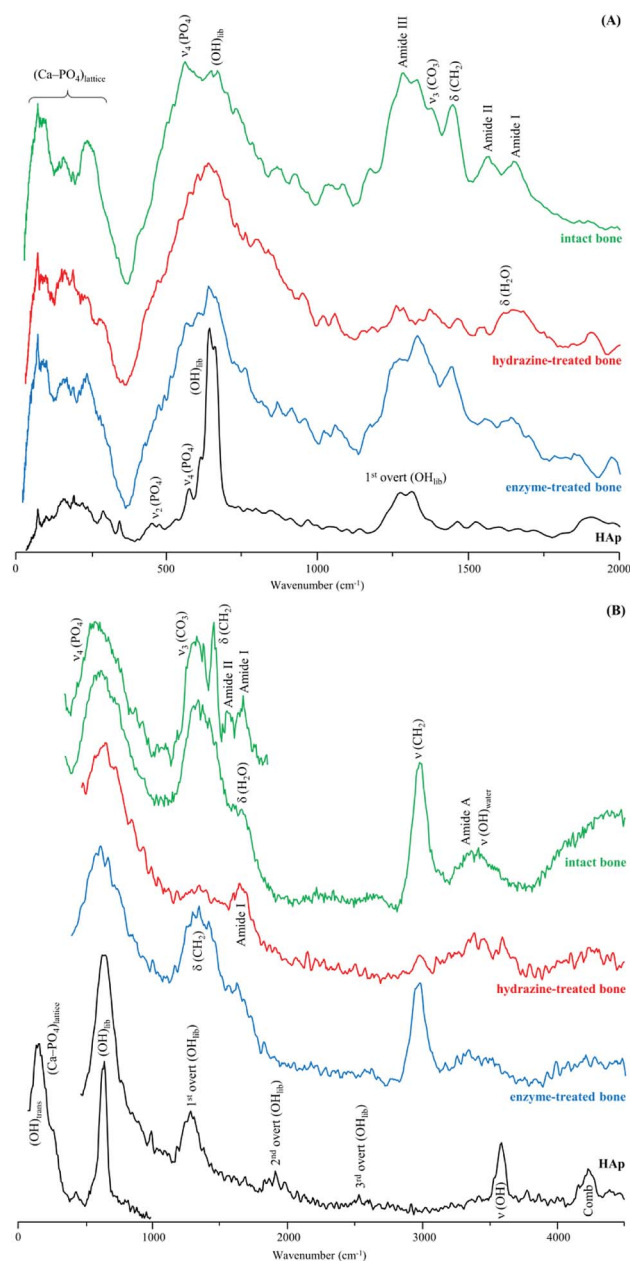 (A)
ν4 (PO4)
(OH)lib
Amide III
ν3 (CO3)
δ (CH2)
(Ca–PO4)lattice
Amide II
Amide I
intact bone
δ (H2O)
hydrazine-treated bone
(OH)lib
ν4 (PO4)
ν2 (PO4)
1st overt (OHlib)
enzyme-treated bone
HAp
0 500 1000 1500 2000
Wavenumber (cm-1)
(B)
ν4 (PO4)
ν3 (CO3)
δ (CH2)
Amide II
Amide I
ν (CH2)
δ (H2O)
Amide A
ν (OH)water
intact bone
Amide I
δ (CH2)
hydrazine-treated bone
(Ca–PO4)lattice
(OH)lib
(OH)trans
1st overt (OHlib)
2nd overt (OHlib)
3rd overt (OHlib)
enzyme-treated bone
HAp
ν (OH)
Comb
0 500 1000 2000 3000 4000
Wavenumber (cm-1)